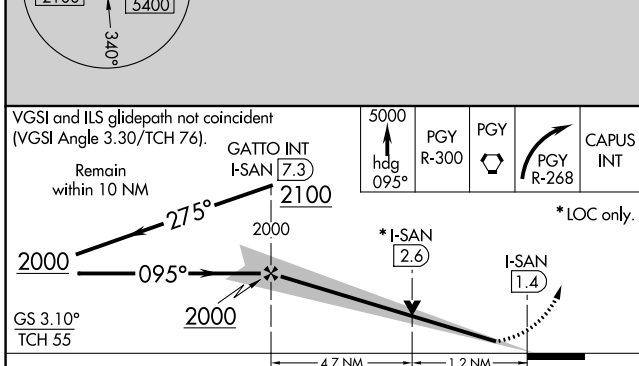 5400
340°
VGSI and ILS glidepath not coincident
(VGSI Angle 3.30/TCH 76).
Remain
within 10 NM
GATTO INT
I-SAN 7.3
2100
275°
2000
2000
095°
2000
GS 3.10°
TCH 55
5000
hdg
095°
PGY
R-300
PGY
PGY
R-268
CAPUS
INT
* LOC only.
* I-SAN
2.6
I-SAN
1.4
4.7 NM
1.2 NM